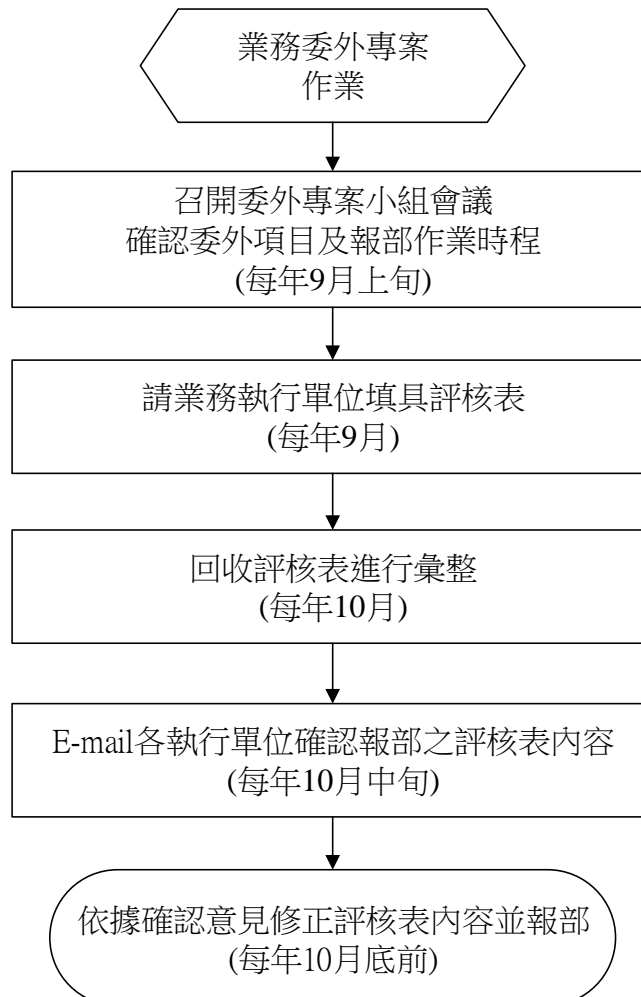 業務委外專案
作業
召開委外專案小組會議
確認委外項目及報部作業時程
(每年9月上旬)
請業務執行單位填具評核表
(每年9月)
回收評核表進行彙整
(每年10月)
E-mail各執行單位確認報部之評核表內容
(每年10月中旬)
依據確認意見修正評核表內容並報部
(每年10月底前)